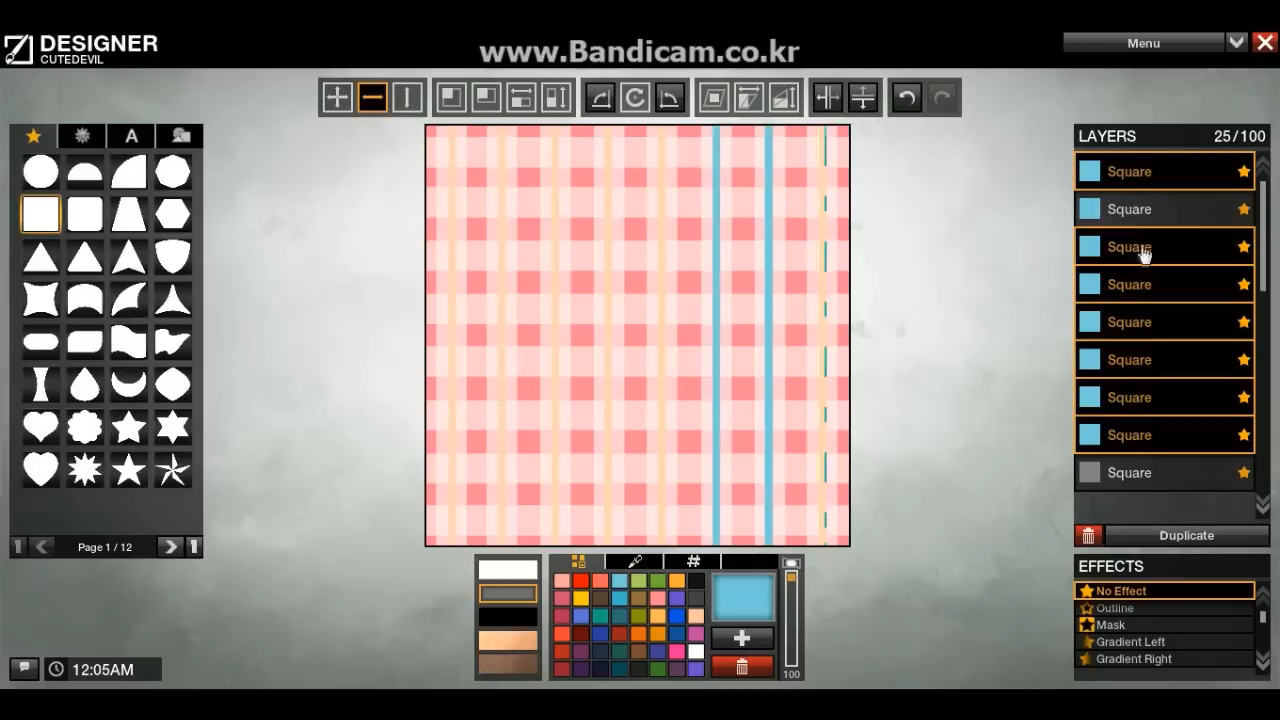 DESIGNER
CUTEDEVIL
www.Bandicam.co.kr
Menu
A
LAYERS 25/100
Square
Square
Square
Square
Square
Square
Square
Square
Square
Page 1 / 12
Duplicate
EFFECTS
No Effect
Outline
Mask
Gradient Left
Gradient Right
#
100
12:05AM